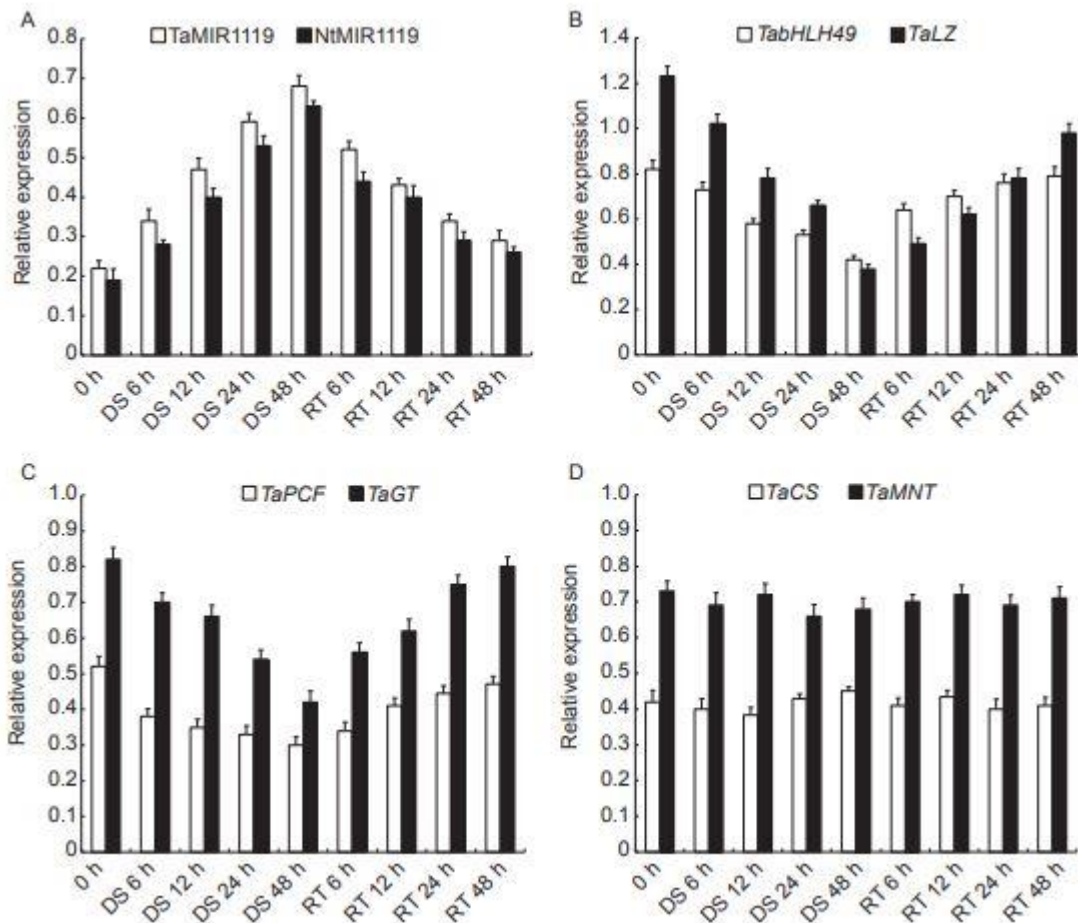 A
TaMIR1119 NtMIR1119
Relative expression
0.8
0.7
0.6
0.5
0.4
0.3
0.2
0.1
0
0 h
DS 6 h
DS 12 h
DS 24 h
DS 48 h
RT 6 h
RT 12 h
RT 24 h
RT 48 h
B
TabHLH49 TaLZ
Relative expression
1.4
1.2
1.0
0.8
0.6
0.4
0.2
0
0 h
DS 6 h
DS 12 h
DS 24 h
DS 48 h
RT 6 h
RT 12 h
RT 24 h
RT 48 h
C
TaPCF TaGT
Relative expression
1.0
0.9
0.8
0.7
0.6
0.5
0.4
0.3
0.2
0.1
0
0 h
DS 6 h
DS 12 h
DS 24 h
DS 48 h
RT 6 h
RT 12 h
RT 24 h
RT 48 h
D
TaCS TaMNT
Relative expression
1.0
0.9
0.8
0.7
0.6
0.5
0.4
0.3
0.2
0.1
0
0 h
DS 6 h
DS 12 h
DS 24 h
DS 48 h
RT 6 h
RT 12 h
RT 24 h
RT 48 h